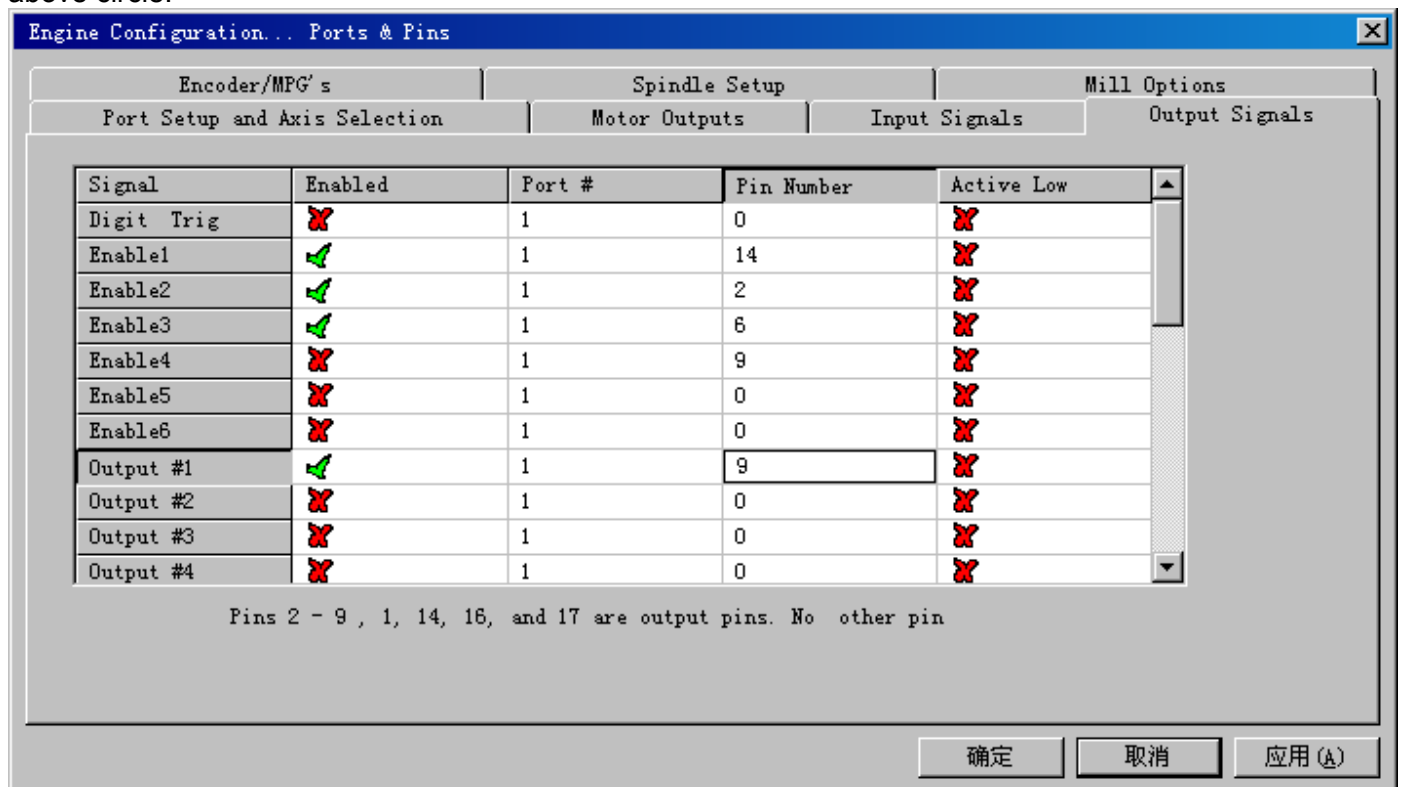 above circle.
Engine Configuration... Ports & Pins
Encoder/MPG's Spindle Setup Mill Options
Port Setup and Axis Selection Motor Outputs Input Signals Output Signals
Signal Enabled Port # Pin Number Active Low
Digit Trig 1 0
Enable1 1 14
Enable2 1 2
Enable3 1 6
Enable4 1 9
Enable5 1 0
Enable6 1 0
Output #1 1 9
Output #2 1 0
Output #3 1 0
Output #4 1 0
Pins 2 - 9 , 1, 14, 16, and 17 are output pins. No other pin
确定 取消 应用(A)